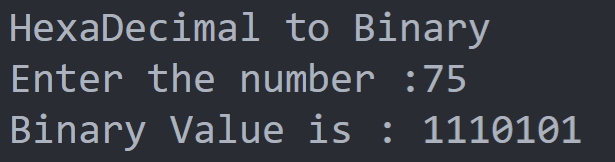 HexaDecimal to Binary
Enter the number :75
Binary Value is : 1110101